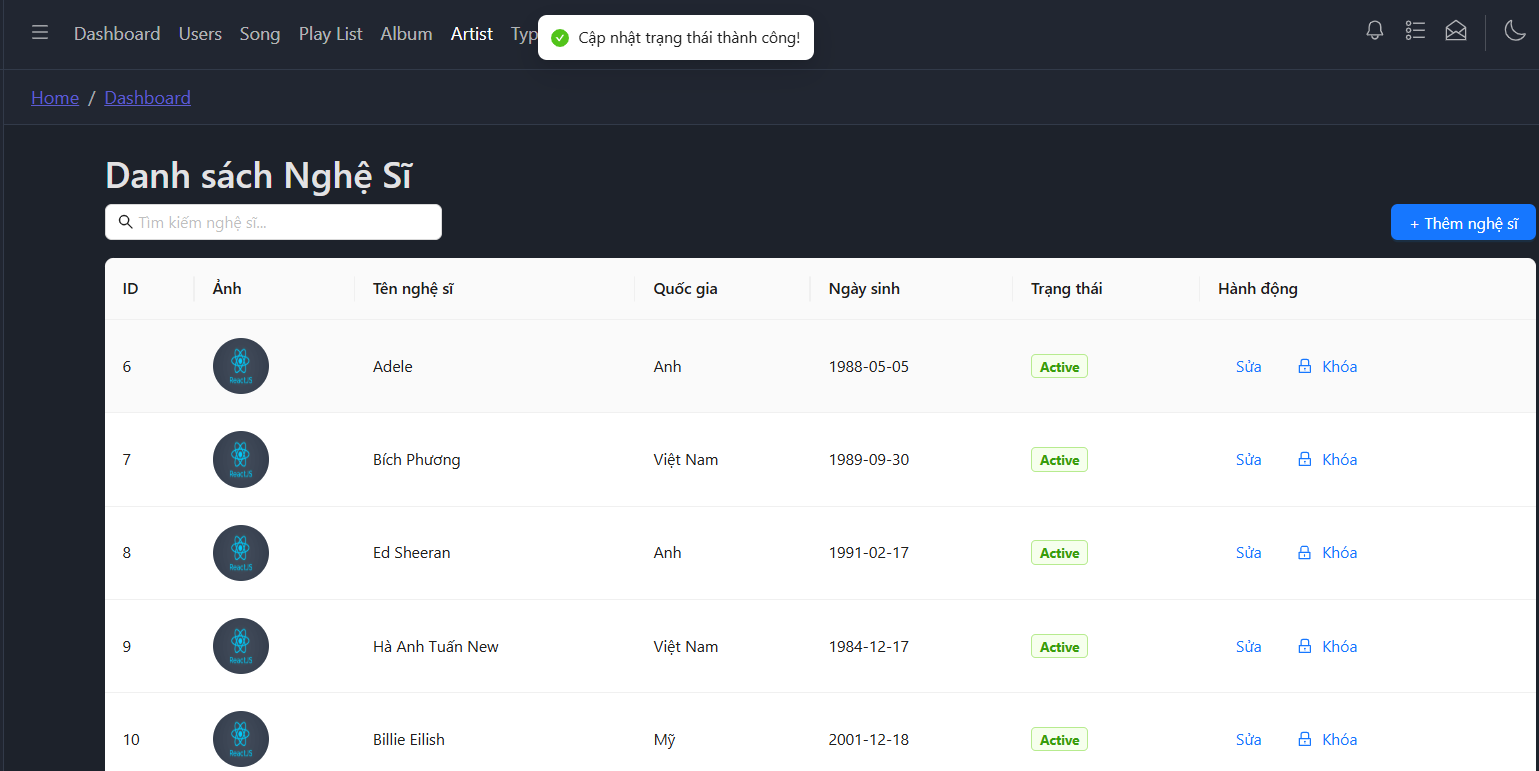 Dashboard Users Song Play List Album Artist Typ
Cập nhật trạng thái thành công!
Home / Dashboard
Danh sách Nghệ Sĩ
Tìm kiếm nghệ sĩ...
+ Thêm nghệ sĩ
ID Ảnh Tên nghệ sĩ Quốc gia Ngày sinh Trạng thái Hành động
6 ReactJS Adele Anh 1988-05-05 Active Sửa Khóa
7 ReactJS Bích Phương Việt Nam 1989-09-30 Active Sửa Khóa
8 ReactJS Ed Sheeran Anh 1991-02-17 Active Sửa Khóa
9 ReactJS Hà Anh Tuấn New Việt Nam 1984-12-17 Active Sửa Khóa
10 ReactJS Billie Eilish Mỹ 2001-12-18 Active Sửa Khóa